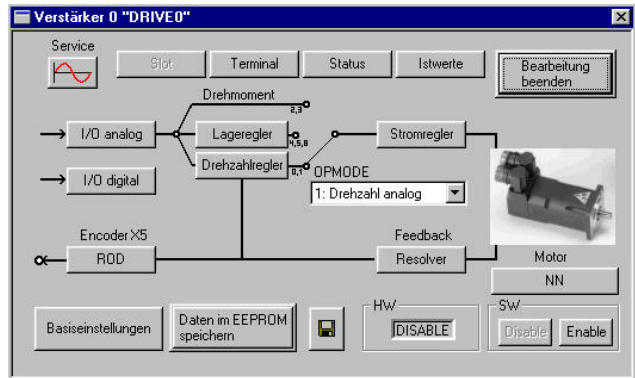 Verstärker 0 "DRIVE0"
Service
Slot
Terminal
Status
Istwerte
Bearbeitung
beenden
Drehmoment
2,3
I/O analog
Lageregler
4,5,8
Stromregler
Drehzahlregler
0,1
OPMODE
I/O digital
1: Drehzahl analog
Encoder X5
Feedback
ROD
Resolver
Motor
NN
Basiseinstellungen
Daten im EEPROM
speichern
HW
DISABLE
SW
Disable
Enable